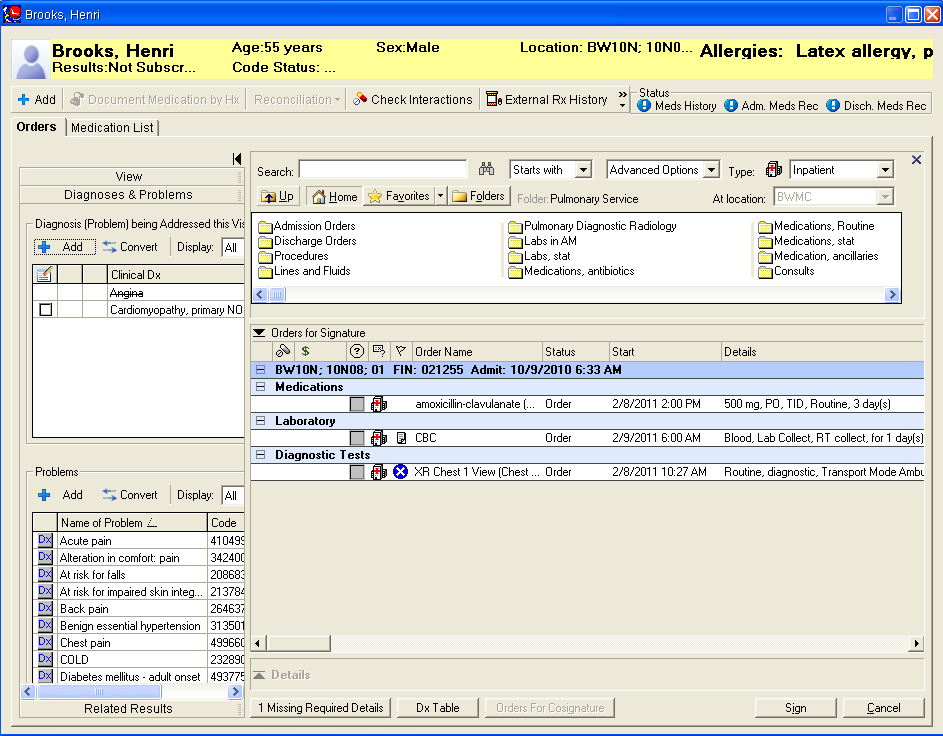 Brooks, Henri
Brooks, Henri Age:55 years Sex:Male Location: BW10N; 10N0... Allergies: Latex allergy, p
Results:Not Subscr... Code Status: ...
Add Document Medication by Hx Reconciliation Check Interactions External Rx History »
Status
Meds History Adm. Meds Rec Disch. Meds Rec
Orders Medication List
View
Diagnoses & Problems
Diagnosis (Problem) being Addressed this Vis
Add Convert Display: All
Clinical Dx
Angina
Cardiomyopathy, primary NO
Problems
Add Convert Display: All
Name of Problem Code
Dx Acute pain 410499
Dx Alteration in comfort: pain 342400
Dx At risk for falls 208683
Dx At risk for impaired skin integ... 213784
Dx Back pain 264637
Dx Benign essential hypertension 313501
Dx Chest pain 499660
Dx COLD 232890
Dx Diabetes mellitus - adult onset 493775
Related Results
Search: Starts with Advanced Options Type: Inpatient
Up Home Favorites Folders Folder: Pulmonary Service At location: BWMC
Admission Orders Pulmonary Diagnostic Radiology Medications, Routine
Discharge Orders Labs in AM Medications, stat
Procedures Labs, stat Medication, ancillaries
Lines and Fluids Medications, antibiotics Consults
Orders for Signature
$ ? Order Name Status Start Details
BW10N; 10N08; 01 FIN: 021255 Admit: 10/9/2010 6:33 AM
Medications
amoxicillin-clavulanate (... Order 2/8/2011 2:00 PM 500 mg, PO, TID, Routine, 3 day(s)
Laboratory
CBC Order 2/9/2011 6:00 AM Blood, Lab Collect, RT collect, for 1 day(s)
Diagnostic Tests
XR Chest 1 View (Chest ... Order 2/8/2011 10:27 AM Routine, diagnostic, Transport Mode Ambu
Details
1 Missing Required Details Dx Table Orders For Cosignature Sign Cancel